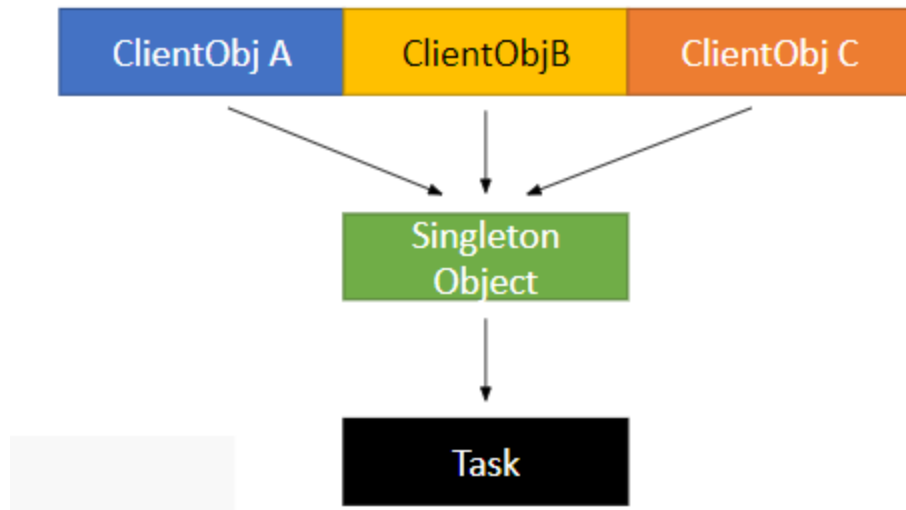 ClientObj A
ClientObjB
ClientObj C
Singleton
Object
Task